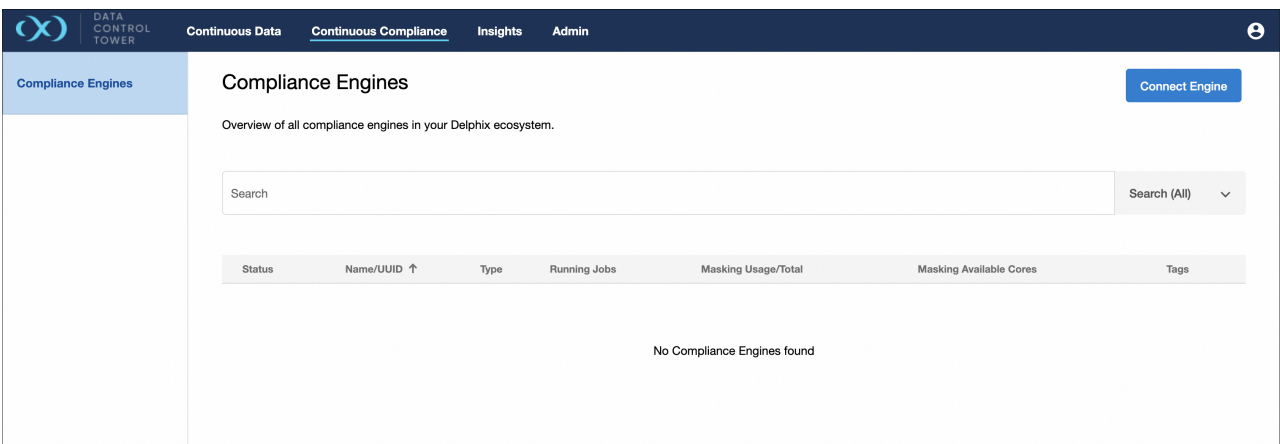 DATA
CONTROL
TOWER
Continuous Data
Continuous Compliance
Insights
Admin
Compliance Engines
Compliance Engines
Connect Engine
Overview of all compliance engines in your Delphix ecosystem.
Search
Search (All)
Status Name/UUID ↑ Type Running Jobs Masking Usage/Total Masking Available Cores Tags
No Compliance Engines found